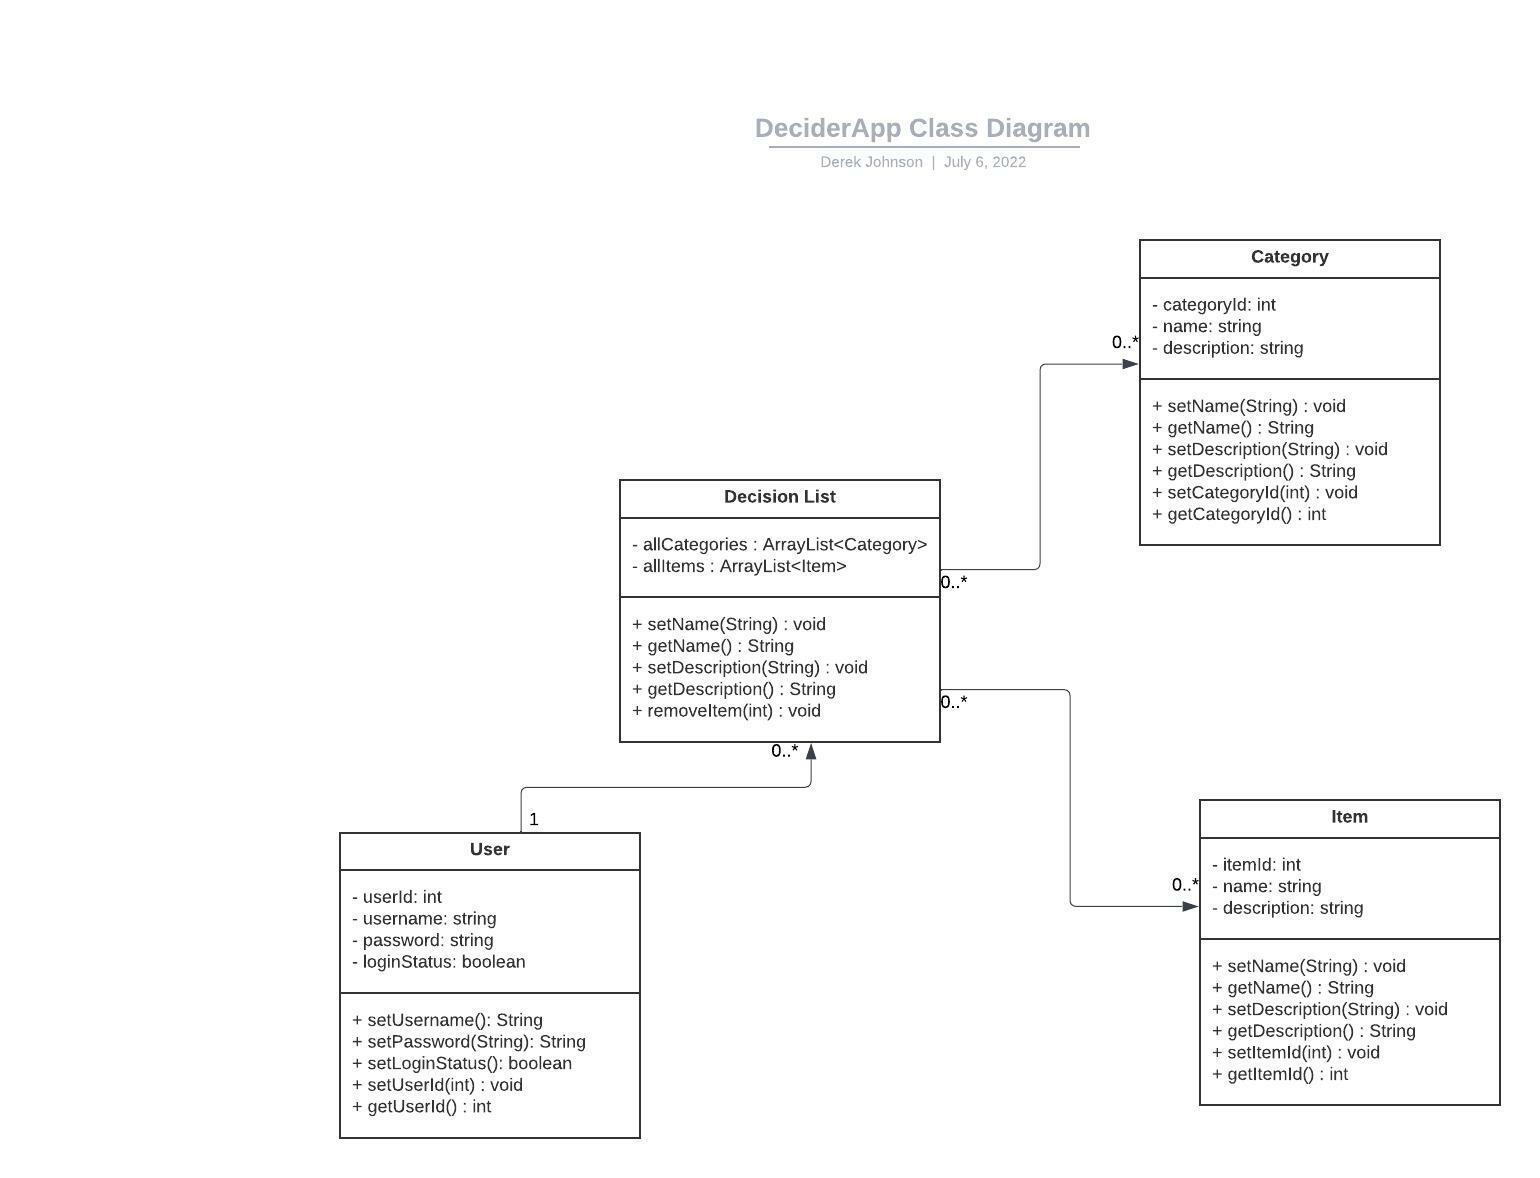 DeciderApp Class Diagram
Derek Johnson | July 6, 2022
Category
- categoryId: int
- name: string
- description: string
+ setName(String) : void
+ getName() : String
+ setDescription(String) : void
+ getDescription() : String
+ setCategoryId(int) : void
+ getCategoryId() : int
0..*
Decision List
- allCategories : ArrayList<Category>
- allItems : ArrayList<Item>
+ setName(String) : void
+ getName() : String
+ setDescription(String) : void
+ getDescription() : String
+ removeItem(int) : void
0..*
0..*
0..*
1
User
- userId: int
- username: string
- password: string
- loginStatus: boolean
+ setUsername(): String
+ setPassword(String): String
+ setLoginStatus(): boolean
+ setUserId(int) : void
+ getUserId() : int
0..*
Item
- itemId: int
- name: string
- description: string
+ setName(String) : void
+ getName() : String
+ setDescription(String) : void
+ getDescription() : String
+ setItemId(int) : void
+ getItemId() : int